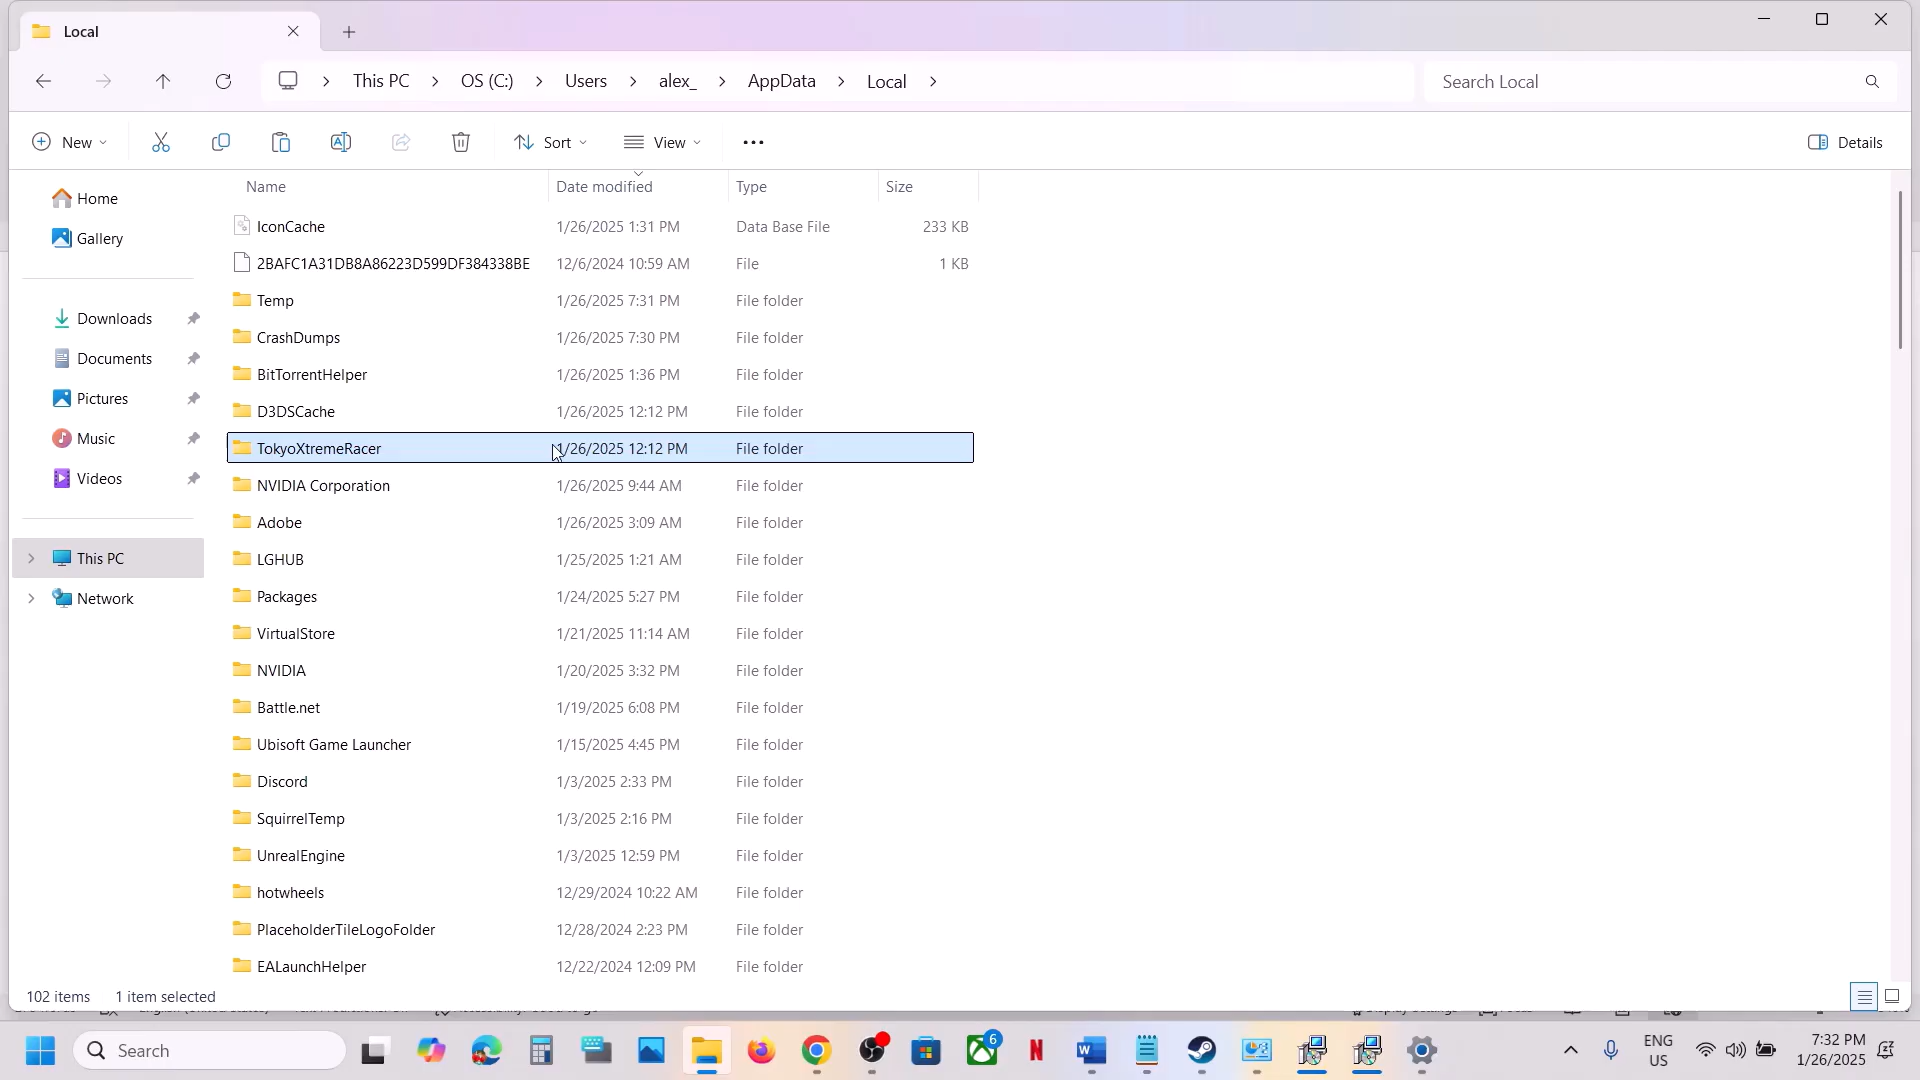 Local
This PC
OS (C:)
Users
alex_
AppData
Local
Search Local
New
Sort
View
Details
Home
Gallery
Downloads
Documents
Pictures
Music
Videos
This PC
Network
Name Date modified Type Size
IconCache 1/26/2025 1:31 PM Data Base File 233 KB
2BAFC1A31DB8A86223D599DF384338BE 12/6/2024 10:59 AM File 1 KB
Temp 1/26/2025 7:31 PM File folder
CrashDumps 1/26/2025 7:30 PM File folder
BitTorrentHelper 1/26/2025 1:36 PM File folder
D3DSCache 1/26/2025 12:12 PM File folder
TokyoXtremeRacer 1/26/2025 12:12 PM File folder
NVIDIA Corporation 1/26/2025 9:44 AM File folder
Adobe 1/26/2025 3:09 AM File folder
LGHUB 1/25/2025 1:21 AM File folder
Packages 1/24/2025 5:27 PM File folder
VirtualStore 1/21/2025 11:14 AM File folder
NVIDIA 1/20/2025 3:32 PM File folder
Battle.net 1/19/2025 6:08 PM File folder
Ubisoft Game Launcher 1/15/2025 4:45 PM File folder
Discord 1/3/2025 2:33 PM File folder
SquirrelTemp 1/3/2025 2:16 PM File folder
UnrealEngine 1/3/2025 12:59 PM File folder
hotwheels 12/29/2024 10:22 AM File folder
PlaceholderTileLogoFolder 12/28/2024 2:23 PM File folder
EALaunchHelper 12/22/2024 12:09 PM File folder
102 items 1 item selected
Search
6
ENG
US
7:32 PM
1/26/2025